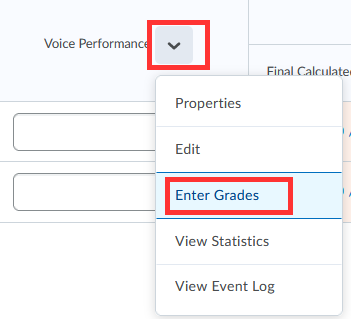 Voice Performance
Final Calculated
Properties
Edit
Enter Grades
View Statistics
View Event Log